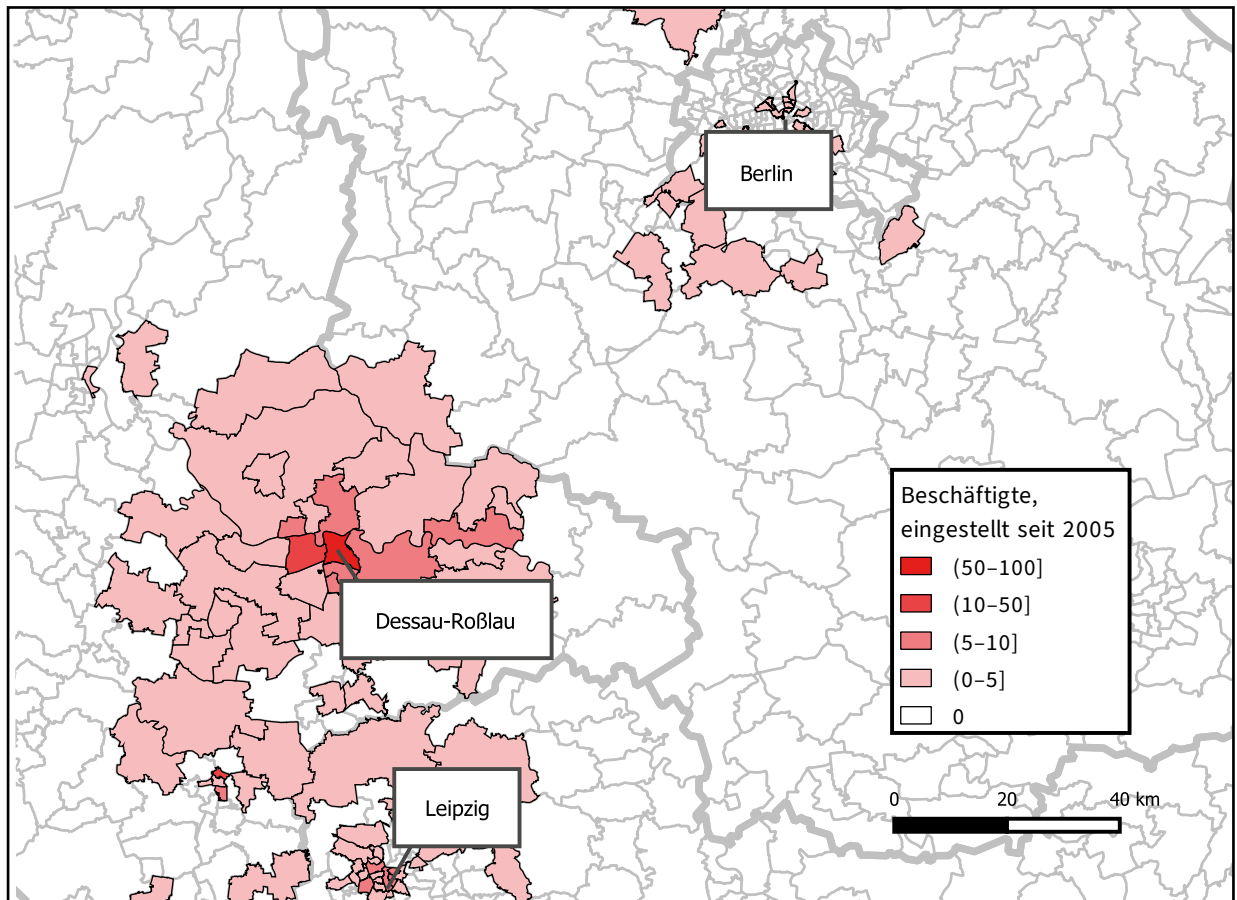 Berlin
Beschäftigte,
eingestellt seit 2005
(50–100]
(10–50]
(5–10]
(0–5]
0
Dessau-Roßlau
Leipzig
0 20 40 km